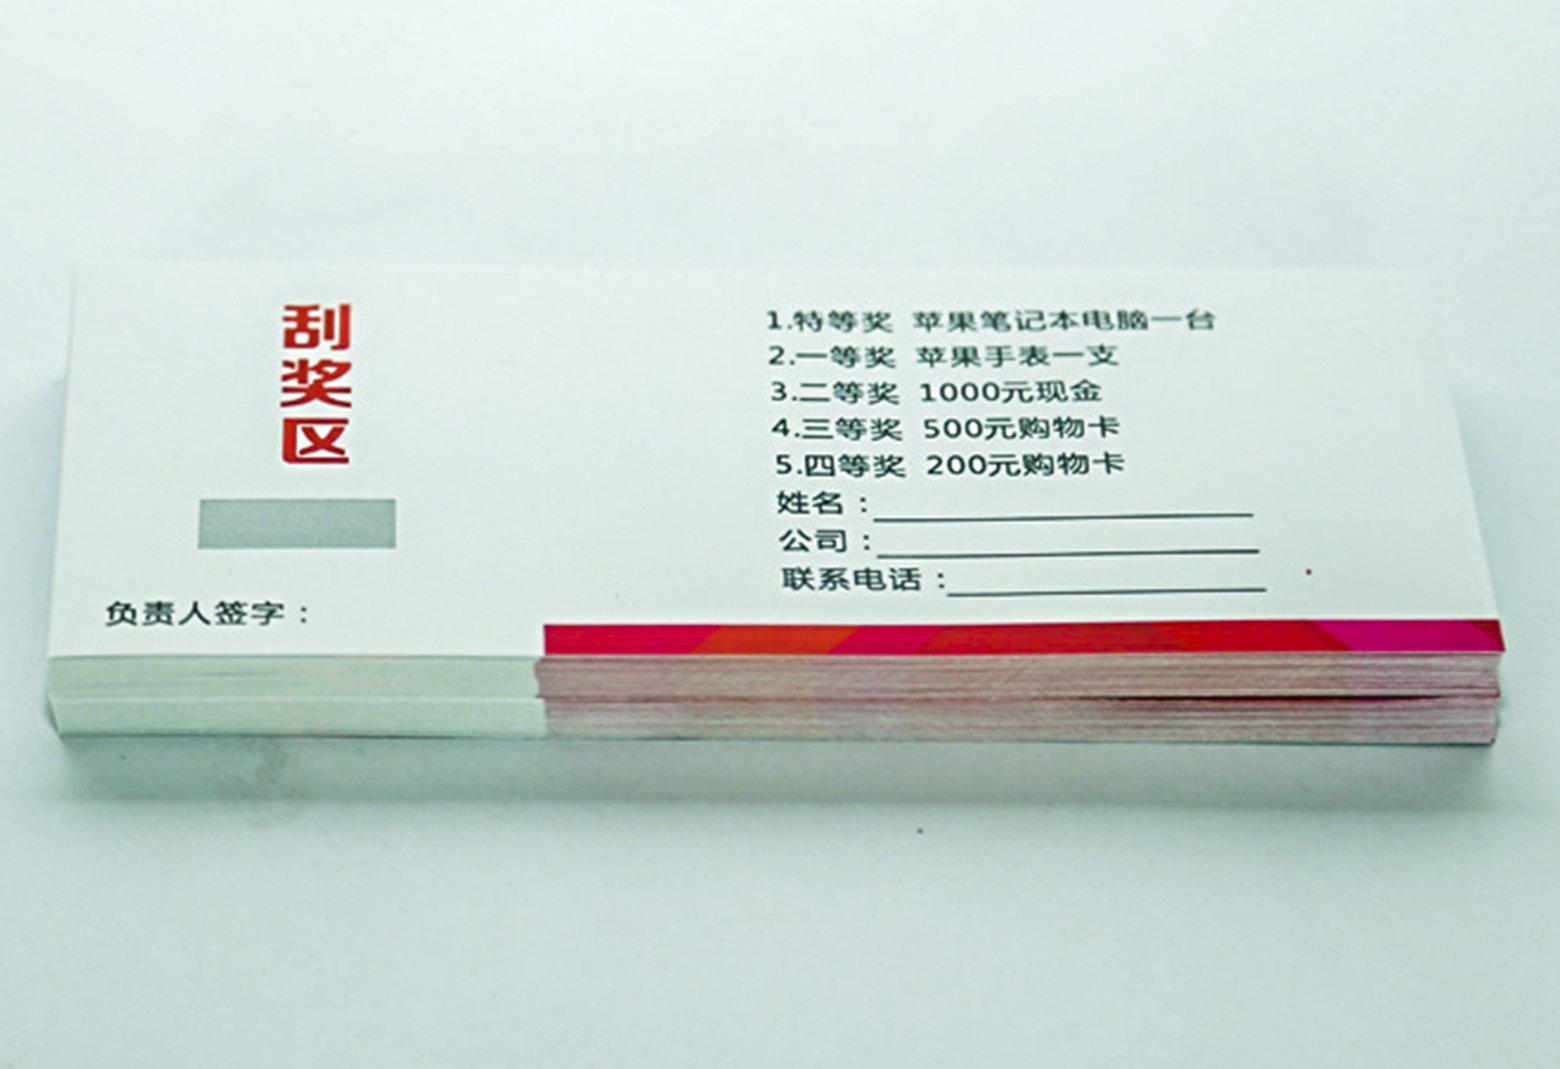 刮奖区
负责人签字：
1.特等奖 苹果笔记本电脑一台
2.一等奖 苹果手表一支
3.二等奖 1000元现金
4.三等奖 500元购物卡
5.四等奖 200元购物卡
姓名：
公司：
联系电话：